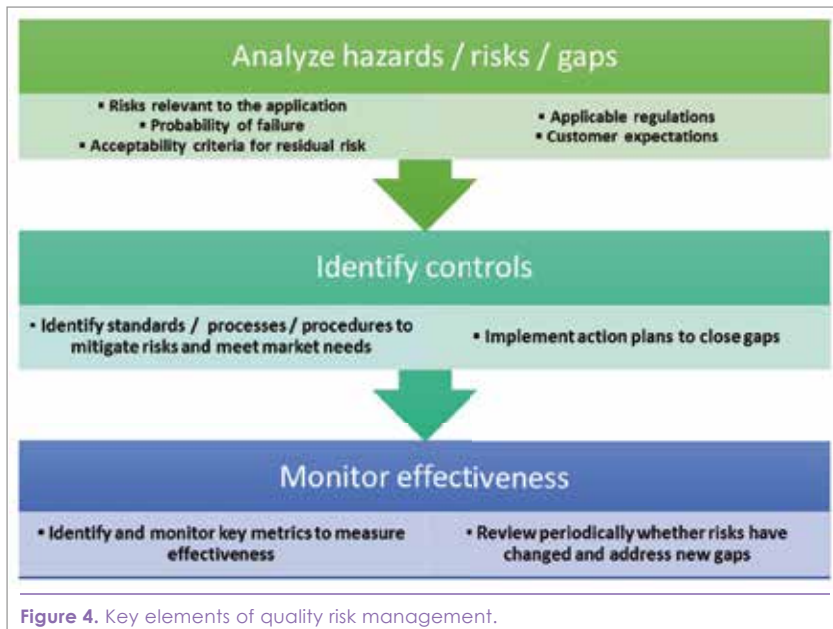 Analyze hazards / risks / gaps
▪ Risks relevant to the application
▪ Probability of failure
▪ Acceptability criteria for residual risk
▪ Applicable regulations
▪ Customer expectations
Identify controls
▪ Identify standards / processes / procedures to
mitigate risks and meet market needs
▪ Implement action plans to close gaps
Monitor effectiveness
▪ Identify and monitor key metrics to measure
effectiveness
▪ Review periodically whether risks have
changed and address new gaps
Figure 4. Key elements of quality risk management.